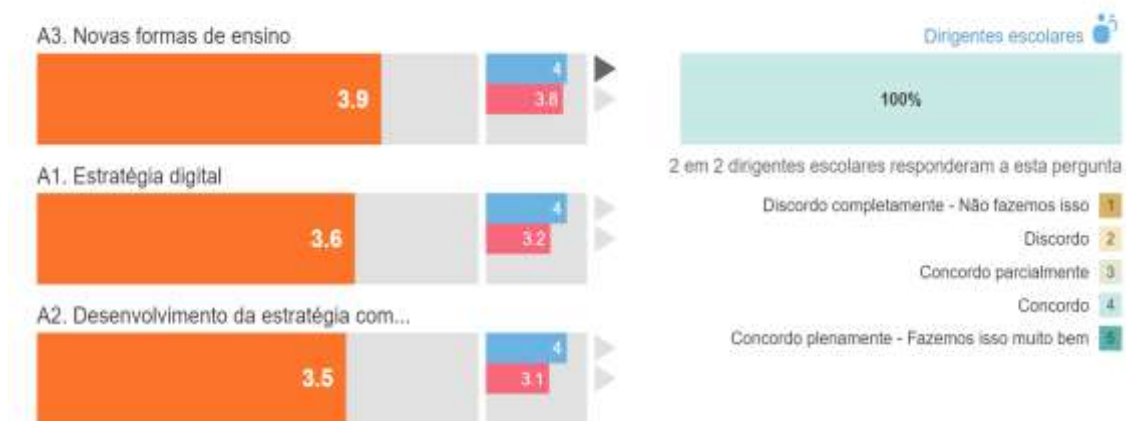 A3. Novas formas de ensino
3.9
4
3.8
A1. Estratégia digital
3.6
4
3.2
A2. Desenvolvimento da estratégia com...
3.5
4
3.1
Dirigentes escolares
100%
2 em 2 dirigentes escolares responderam a esta pergunta
Discordo completamente - Não fazemos isso 1
Discordo 2
Concordo parcialmente 3
Concordo 4
Concordo plenamente - Fazemos isso muito bem 5